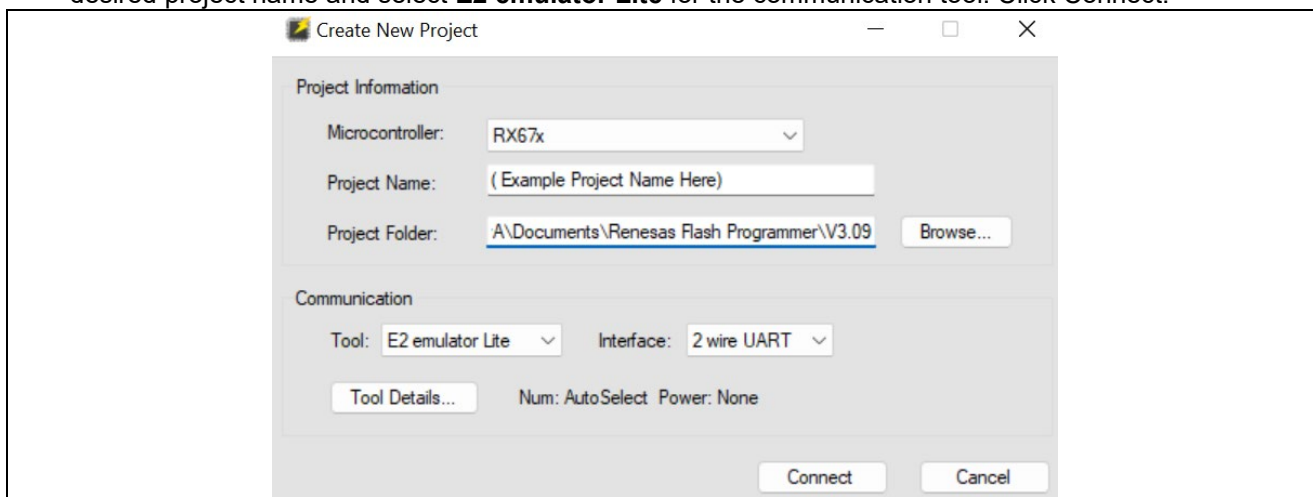 desired project name and select E2 emulator Lite for the communication tool. Click Connect.
Create New Project
Project Information
Microcontroller: RX67x
Project Name: ( Example Project Name Here)
Project Folder: A\Documents\Renesas Flash Programmer\V3.09 Browse...
Communication
Tool: E2 emulator Lite Interface: 2 wire UART
Tool Details... Num: AutoSelect Power: None
Connect Cancel